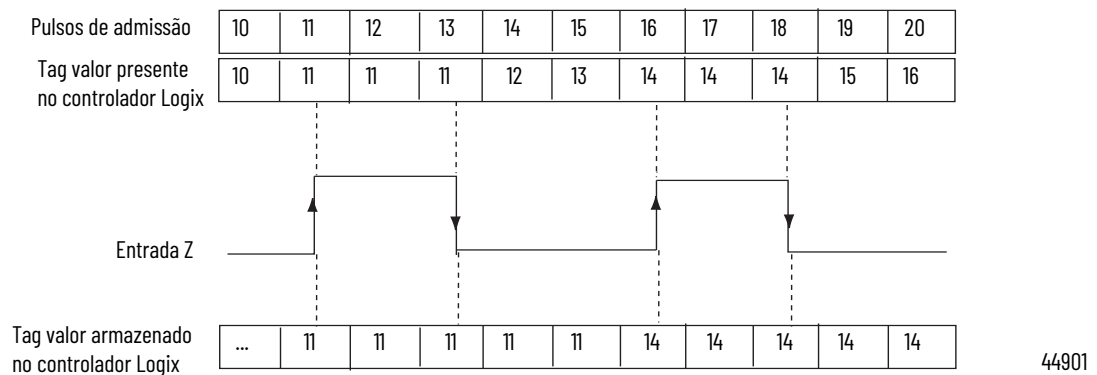 Pulsos de admissão 10 11 12 13 14 15 16 17 18 19 20
Tag valor presente
no controlador Logix
10 11 11 11 12 13 14 14 14 15 16
Entrada Z
Tag valor armazenado
no controlador Logix
... 11 11 11 11 11 14 14 14 14 14
44901